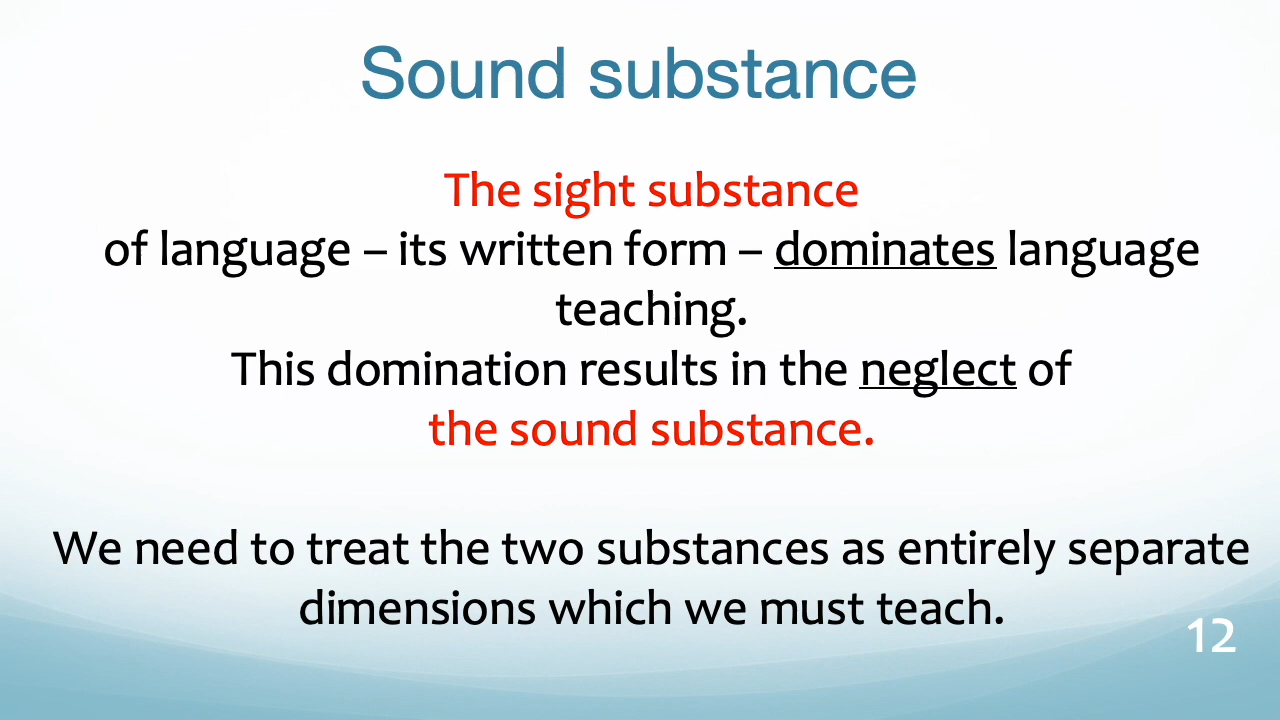 Sound substance
The sight substance
of language – its written form – dominates language
teaching.
This domination results in the neglect of
the sound substance.
We need to treat the two substances as entirely separate
dimensions which we must teach.
12